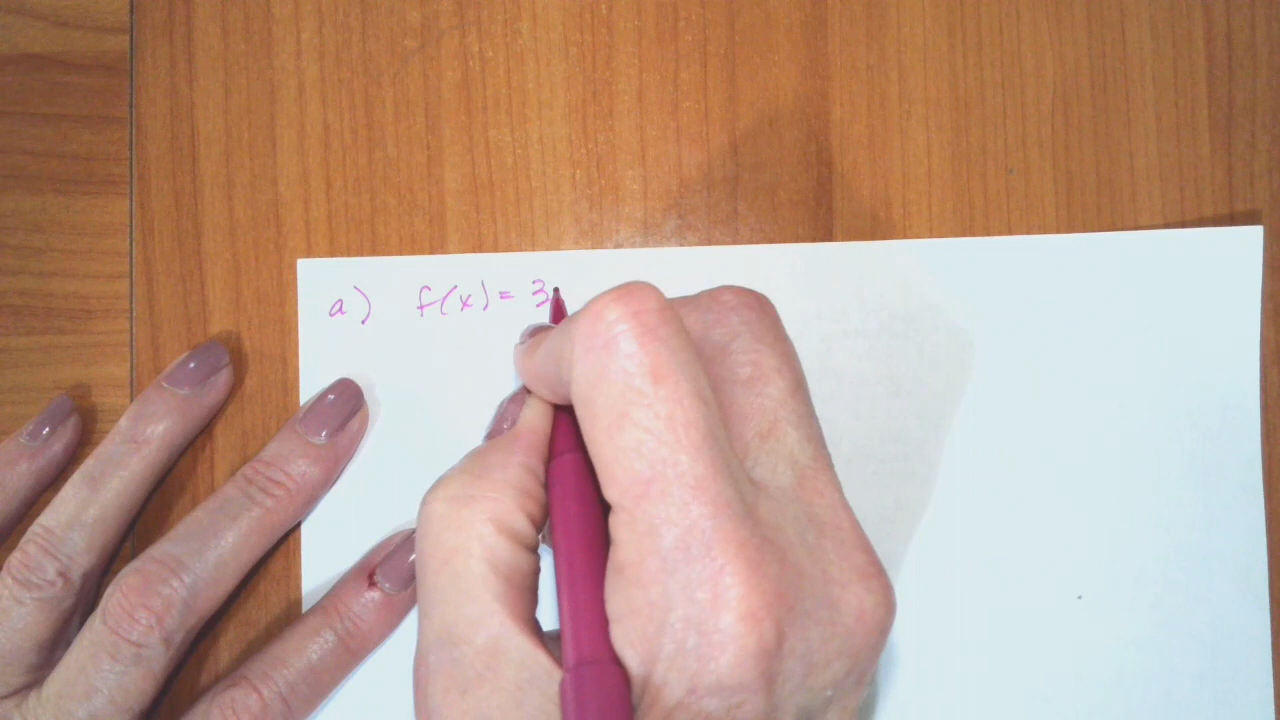 a) f(x) = 3